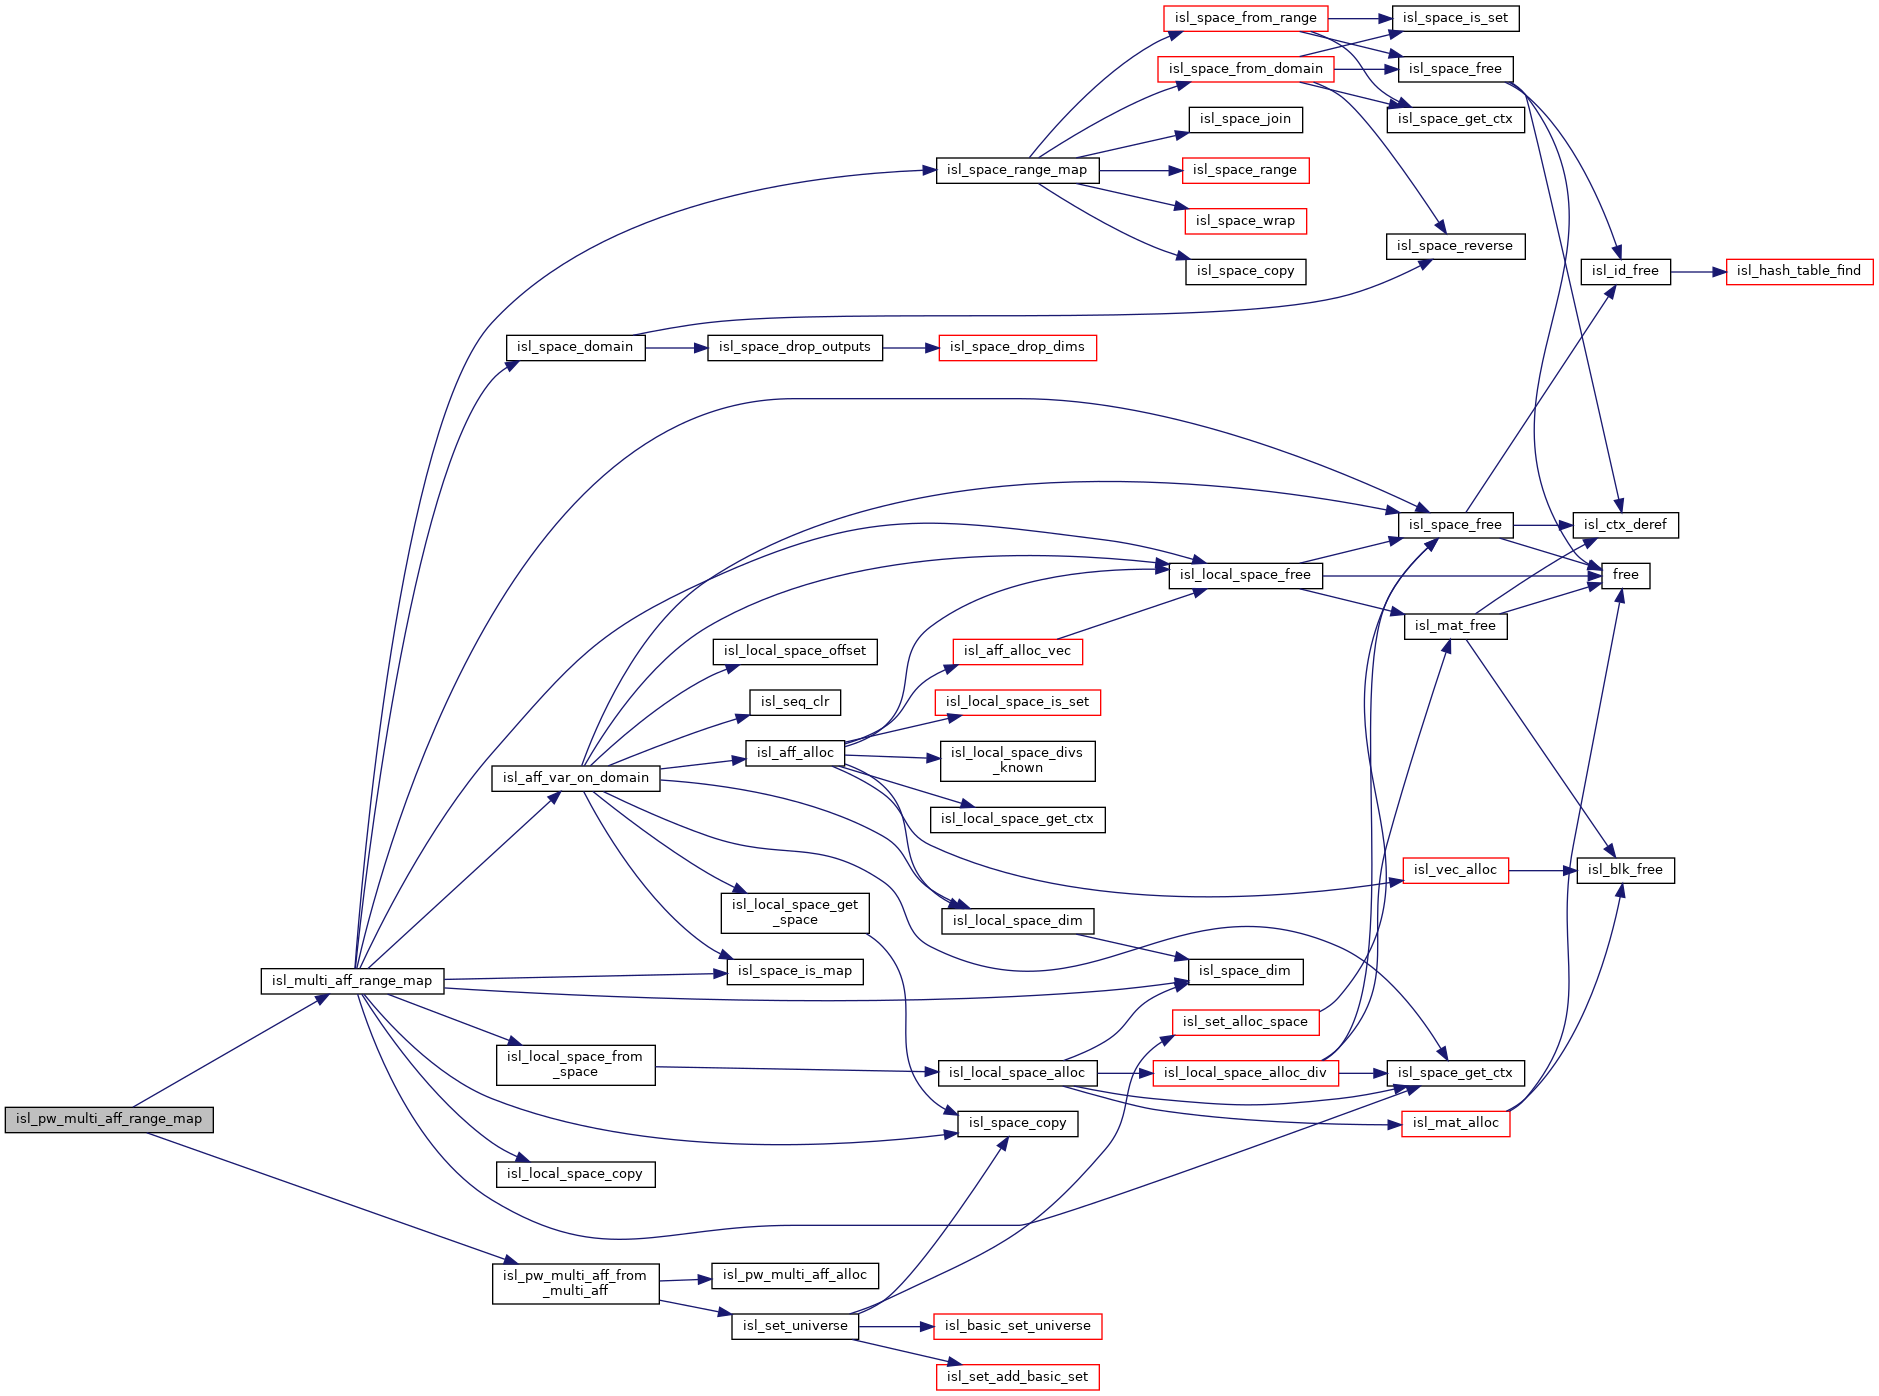 isl_space_from_range
isl_space_is_set
isl_space_from_domain
isl_space_free
isl_space_join
isl_space_get_ctx
isl_space_range_map
isl_space_range
isl_space_wrap
isl_space_reverse
isl_space_copy
isl_id_free
isl_hash_table_find
isl_space_domain
isl_space_drop_outputs
isl_space_drop_dims
isl_space_free
isl_ctx_deref
isl_local_space_free
free
isl_mat_free
isl_local_space_offset
isl_aff_alloc_vec
isl_seq_clr
isl_local_space_is_set
isl_aff_alloc
isl_local_space_divs
_known
isl_aff_var_on_domain
isl_local_space_get_ctx
isl_vec_alloc
isl_blk_free
isl_local_space_get
_space
isl_local_space_dim
isl_multi_aff_range_map
isl_space_is_map
isl_space_dim
isl_set_alloc_space
isl_local_space_from
_space
isl_local_space_alloc
isl_local_space_alloc_div
isl_space_get_ctx
isl_pw_multi_aff_range_map
isl_space_copy
isl_mat_alloc
isl_local_space_copy
isl_pw_multi_aff_from
_multi_aff
isl_pw_multi_aff_alloc
isl_set_universe
isl_basic_set_universe
isl_set_add_basic_set